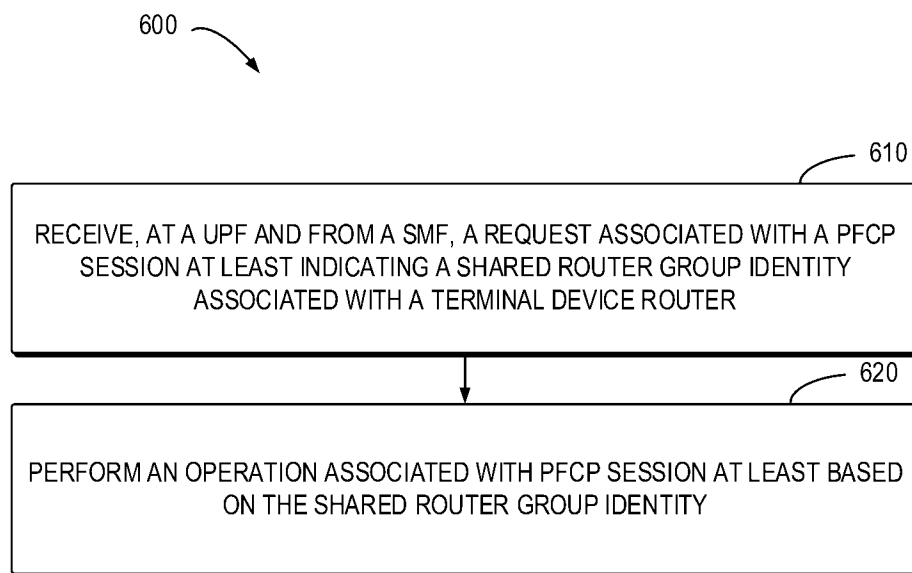 600
610
RECEIVE, AT A UPF AND FROM A SMF, A REQUEST ASSOCIATED WITH A PFCP
SESSION AT LEAST INDICATING A SHARED ROUTER GROUP IDENTITY
ASSOCIATED WITH A TERMINAL DEVICE ROUTER
620
PERFORM AN OPERATION ASSOCIATED WITH PFCP SESSION AT LEAST BASED
ON THE SHARED ROUTER GROUP IDENTITY